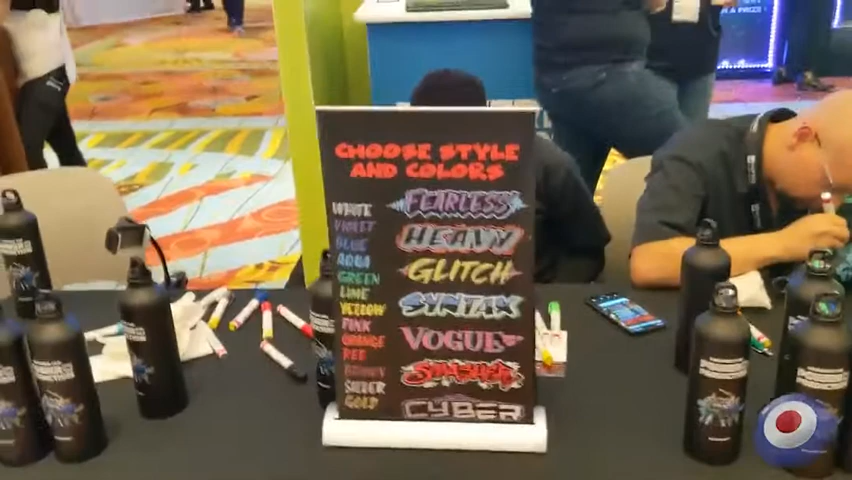 CHOOSE STYLE
AND COLORS
WHITE
VIOLET
BLUE
AQUA
GREEN
LIME
YELLOW
PINK
ORANGE
RED
SILVER
GOLD
FEARLESS
HEAVY
GLITCH
SYNTAX
VOGUE
SMASHER
CYBER